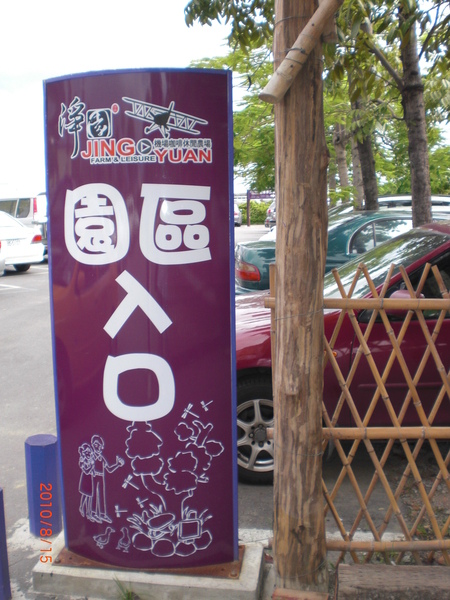 淨園
機場咖啡休閒農場
JING YUAN
FARM & LEISURE
園區
入口
2010/8/15